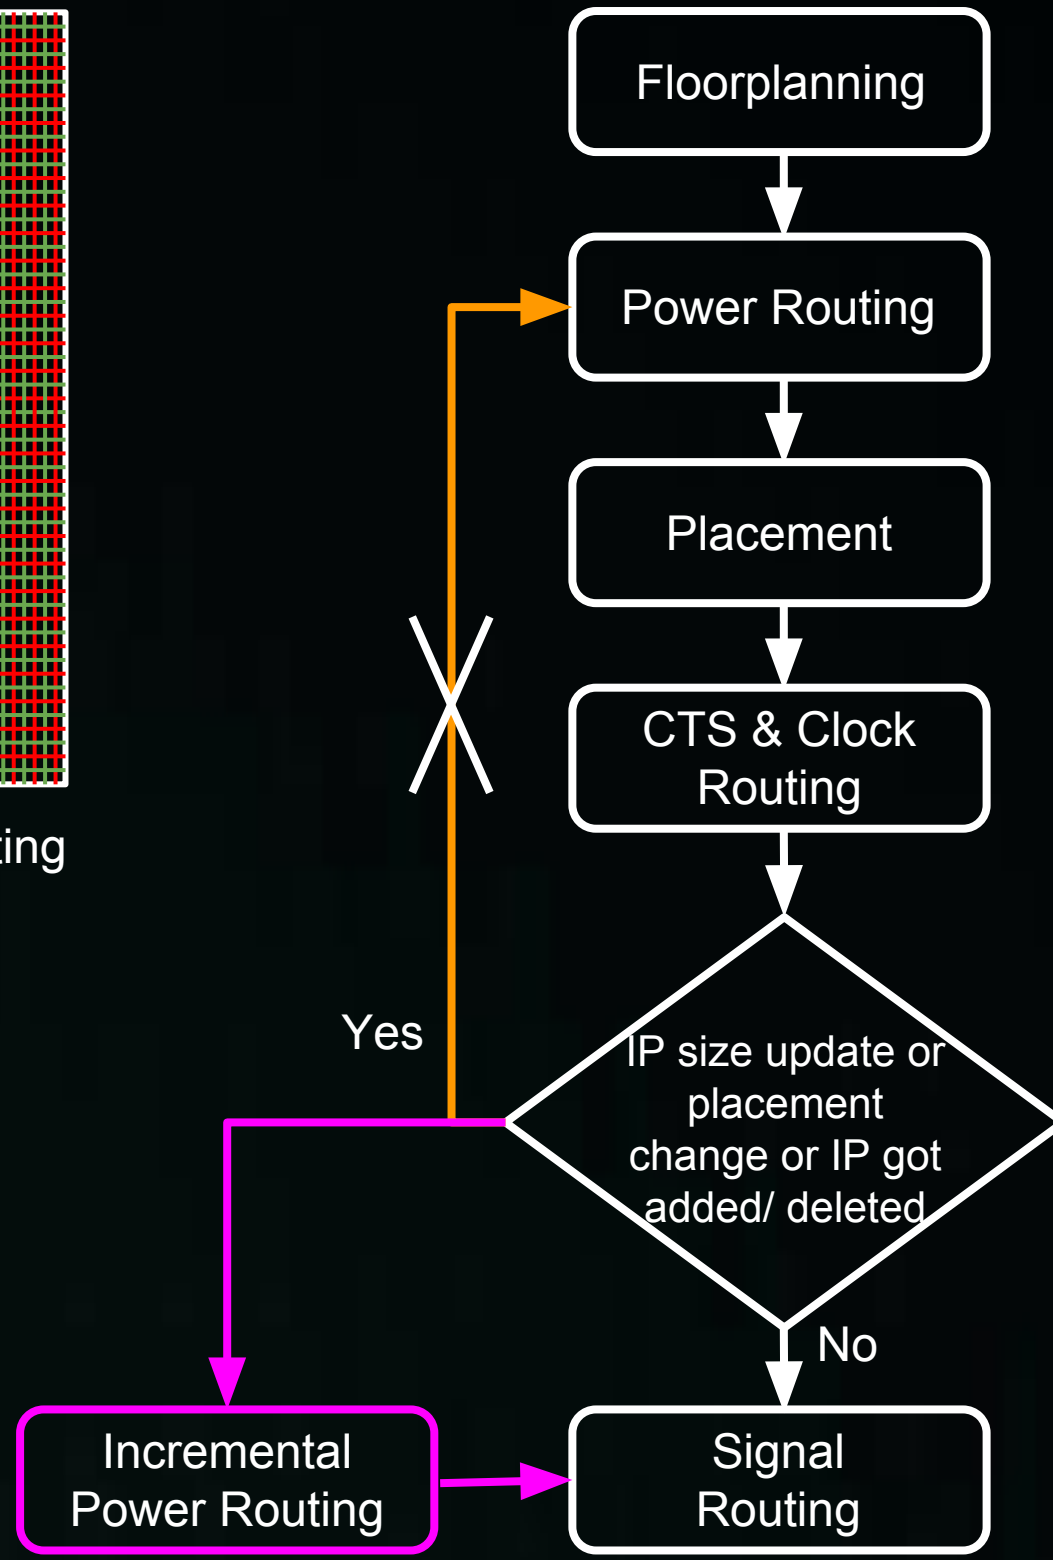 Floorplanning
Power Routing
Placement
CTS & Clock
Routing
ting
Yes
IP size update or
placement
change or IP got
added/ deleted
No
Incremental
Power Routing
Signal
Routing